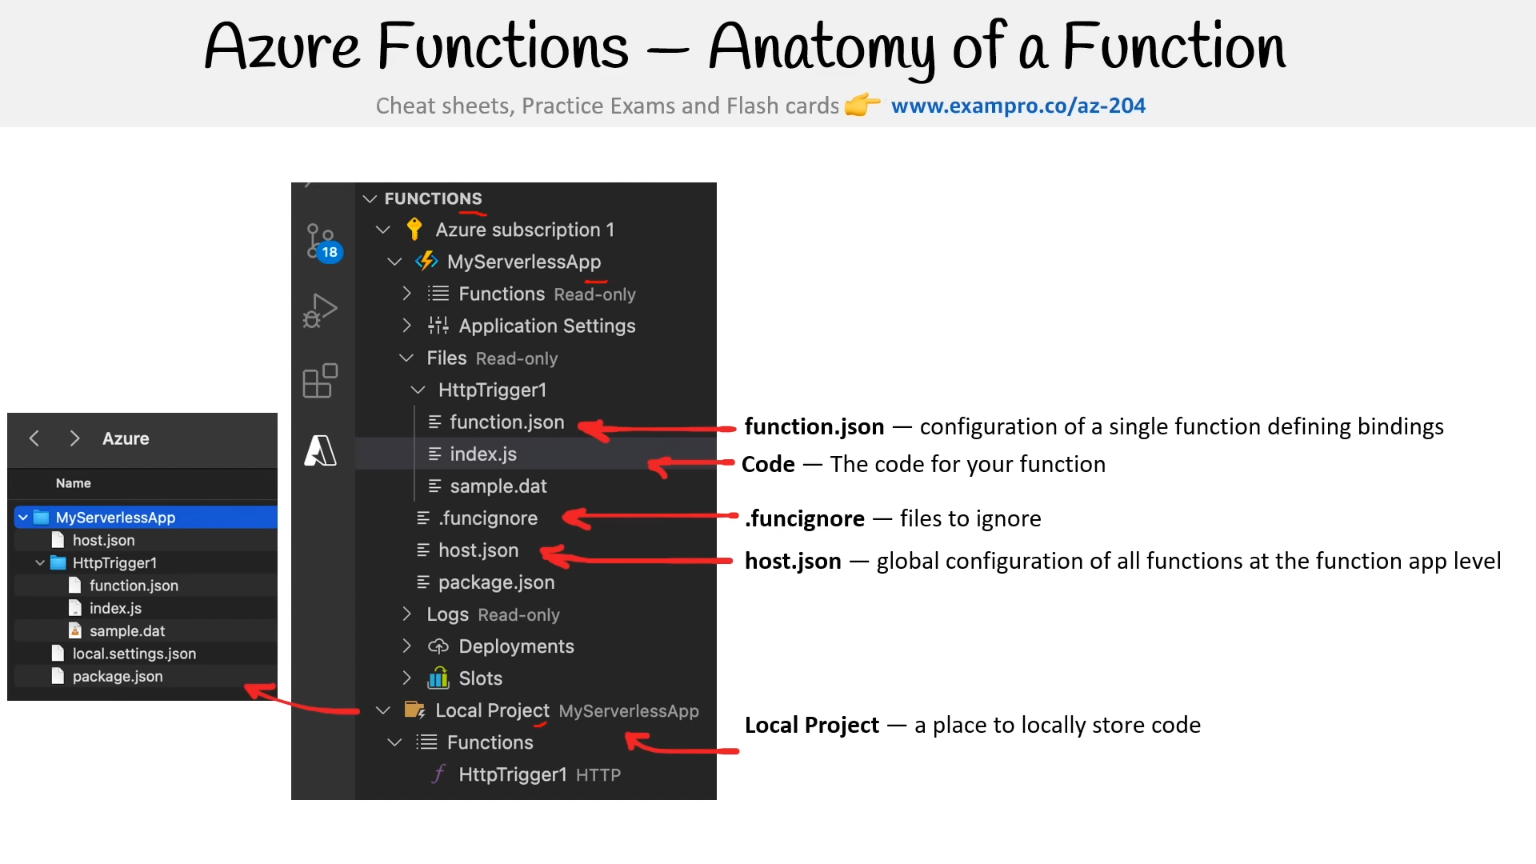 Azure Functions — Anatomy of a Function
Cheat sheets, Practice Exams and Flash cards 👉 www.exampro.co/az-204
FUNCTIONS
Azure subscription 1
MyServerlessApp
Functions Read-only
Application Settings
Files Read-only
HttpTrigger1
function.json
index.js
sample.dat
.funcignore
host.json
package.json
Logs Read-only
Deployments
Slots
Local Project MyServerlessApp
Functions
f HttpTrigger1 HTTP
18
Azure
Name
MyServerlessApp
host.json
HttpTrigger1
function.json
index.js
sample.dat
local.settings.json
package.json
function.json — configuration of a single function defining bindings
Code — The code for your function
.funcignore — files to ignore
host.json — global configuration of all functions at the function app level
Local Project — a place to locally store code